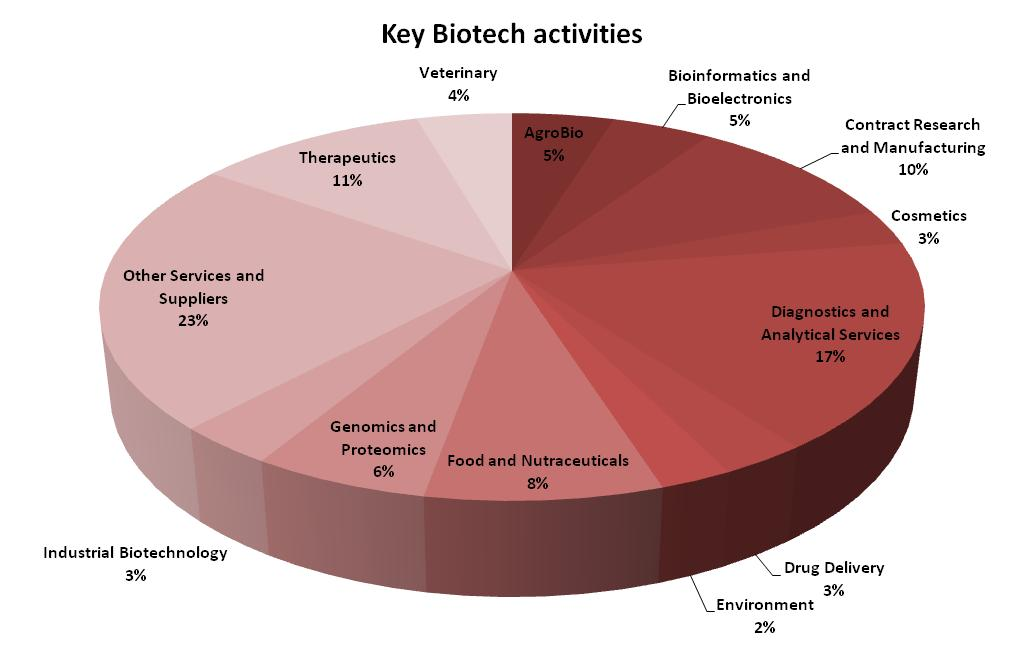 Key Biotech activities
Veterinary
4%
AgroBio
5%
Bioinformatics and
Bioelectronics
5%
Contract Research
and Manufacturing
10%
Cosmetics
3%
Diagnostics and
Analytical Services
17%
Drug Delivery
3%
Environment
2%
Food and Nutraceuticals
8%
Genomics and
Proteomics
6%
Industrial Biotechnology
3%
Other Services and
Suppliers
23%
Therapeutics
11%